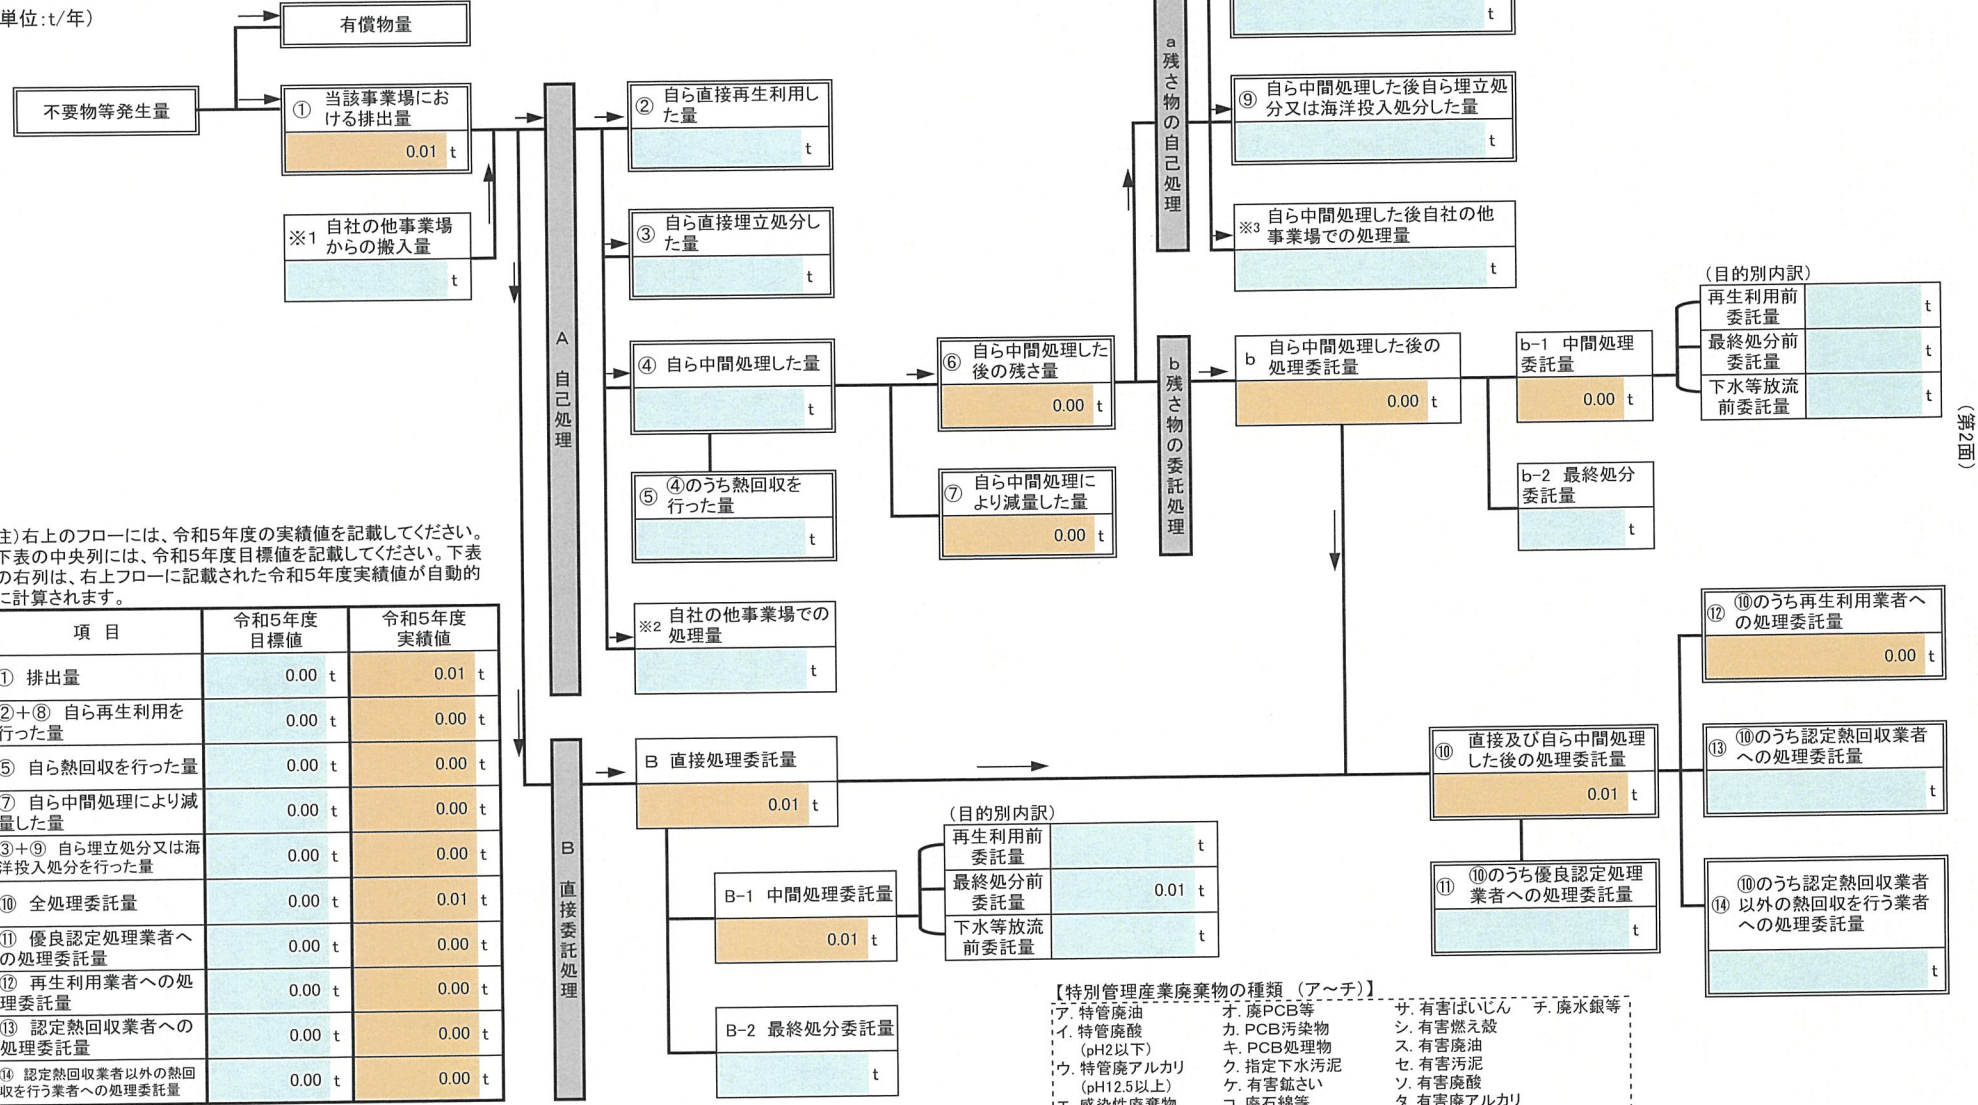 単位:t/年)
有償物量
不要物等発生量
① 当該事業場にお
ける排出量
0.01 t
※1 自社の他事業場
からの搬入量
t
A 自己処理
② 自ら直接再生利用し
た量
t
③ 自ら直接埋立処分し
た量
t
④ 自ら中間処理した量
t
⑤ ④のうち熱回収を
行った量
t
※2 自社の他事業場での
処理量
t
⑥ 自ら中間処理した
後の残さ量
0.00 t
⑦ 自ら中間処理に
より減量した量
0.00 t
a 残さ物の自己処理
t
⑨ 自ら中間処理した後自ら埋立処
分又は海洋投入処分した量
t
※3 自ら中間処理した後自社の他
事業場での処理量
t
b 残さ物の委託処理
b 自ら中間処理した後の
処理委託量
0.00 t
b-1 中間処理
委託量
0.00 t
(目的別内訳)
再生利用前
委託量
t
最終処分前
委託量
t
下水等放流
前委託量
t
b-2 最終処分
委託量
t
(第2面)
注)右上のフローには、令和5年度の実績値を記載してください。
下表の中央列には、令和5年度目標値を記載してください。下表
の右列は、右上フローに記載された令和5年度実績値が自動的
に計算されます。
項 目
令和5年度
目標値
令和5年度
実績値
① 排出量 0.00 t 0.01 t
②+⑧ 自ら再生利用を
行った量 0.00 t 0.00 t
⑤ 自ら熱回収を行った量 0.00 t 0.00 t
⑦ 自ら中間処理により減
量した量 0.00 t 0.00 t
③+⑨ 自ら埋立処分又は海
洋投入処分を行った量 0.00 t 0.00 t
⑩ 全処理委託量 0.00 t 0.01 t
⑪ 優良認定処理業者へ
の処理委託量 0.00 t 0.00 t
⑫ 再生利用業者への処
理委託量 0.00 t 0.00 t
⑬ 認定熱回収業者への
処理委託量 0.00 t 0.00 t
⑭ 認定熱回収業者以外の熱回
収を行う業者への処理委託量 0.00 t 0.00 t
B 直接委託処理
B 直接処理委託量
0.01 t
B-1 中間処理委託量
0.01 t
(目的別内訳)
再生利用前
委託量
t
最終処分前
委託量
0.01 t
下水等放流
前委託量
t
B-2 最終処分委託量
t
⑩ 直接及び自ら中間処理
した後の処理委託量
0.01 t
⑪ ⑩のうち優良認定処理
業者への処理委託量
t
⑫ ⑩のうち再生利用業者へ
の処理委託量
0.00 t
⑬ ⑩のうち認定熱回収業者
への処理委託量
t
⑭ ⑩のうち認定熱回収業者
以外の熱回収を行う業者
への処理委託量
t
【特別管理産業廃棄物の種類 (ア~チ)】
ア. 特管廃油
イ. 特管廃酸
(pH2以下)
ウ. 特管廃アルカリ
(pH12.5以上)
エ. 感染性廃棄物
オ. 廃PCB等
カ. PCB汚染物
キ. PCB処理物
ク. 指定下水汚泥
ケ. 有害鉱さい
コ. 廃石綿等
サ. 有害ばいじん
シ. 有害燃え殻
ス. 有害廃油
セ. 有害汚泥
ソ. 有害廃酸
タ. 有害廃アルカリ
チ. 廃水銀等